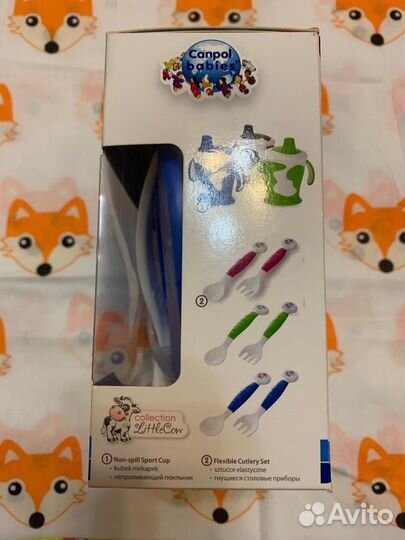 Canpol
babies
2
collection
LittleCow
1 Non-spill Sport Cup
• kubek niekapek
• непроливающий поильник
2 Flexible Cutlery Set
• sztućce elastyczne
• гнущиеся столовые приборы
Avito